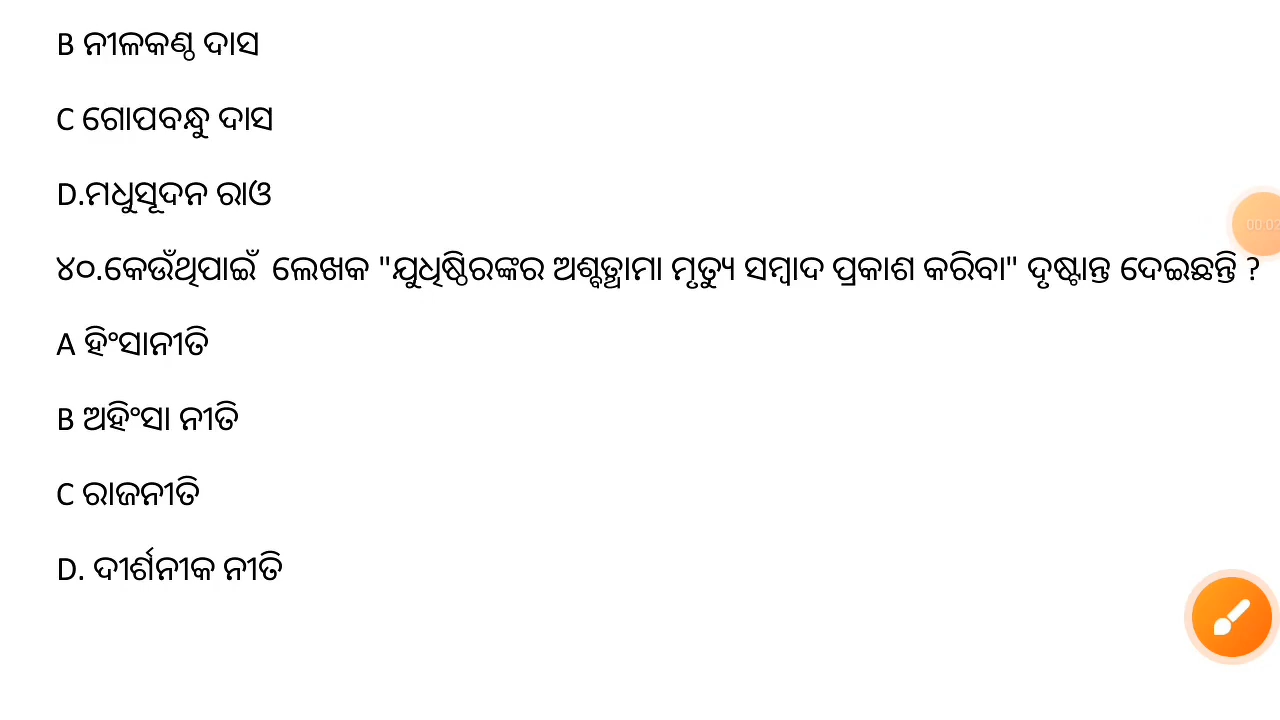 B ନୀଳକଣ୍ଠ ଦାସ
C ଗୋପବନ୍ଧୁ ଦାସ
D.ମଧୁସୂଦନ ରାଓ
୪୦.କେଉଁଥିପାଇଁ ଲେଖକ "ଯୁଧିଷ୍ଠିରଙ୍କର ଅଶ୍ବତ୍ଥାମା ମୃତ୍ୟୁ ସମ୍ବାଦ ପ୍ରକାଶ କରିବା" ଦୃଷ୍ଟାନ୍ତ ଦେଇଛନ୍ତି ?
A ହିଂସାନୀତି
B ଅହିଂସା ନୀତି
C ରାଜନୀତି
D. ଦୀର୍ଶନୀକ ନୀତି